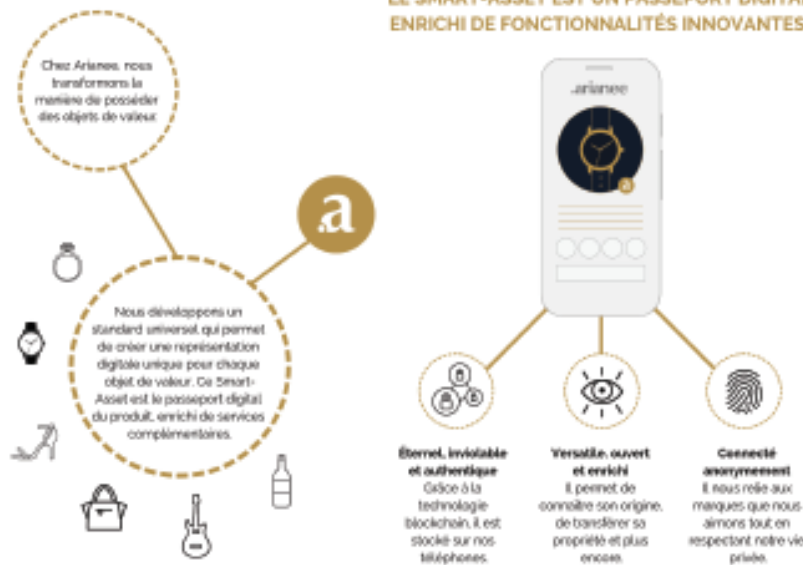 LE SMART-ASSET EST UN PASSEPORT DIGITAL
ENRICHI DE FONCTIONNALITÉS INNOVANTES
Chez Arianee, nous
transformons la
manière de posséder
des objets de valeur.
.arianee
.a
Nous développons un
standard universel qui permet
de créer une représentation
digitale unique pour chaque
objet de valeur. Ce Smart-
Asset est le passeport digital
du produit, enrichi de services
complémentaires.
Éternel, inviolable
et authentique
Grâce à la
technologie
blockchain, il est
stocké sur nos
téléphones.
Versatile, ouvert
et enrichi
Il permet de
connaître son origine,
de transférer sa
propriété et plus
encore.
Connecté
anonymement
Il nous relie aux
marques que nous
aimons tout en
respectant notre vie
privée.